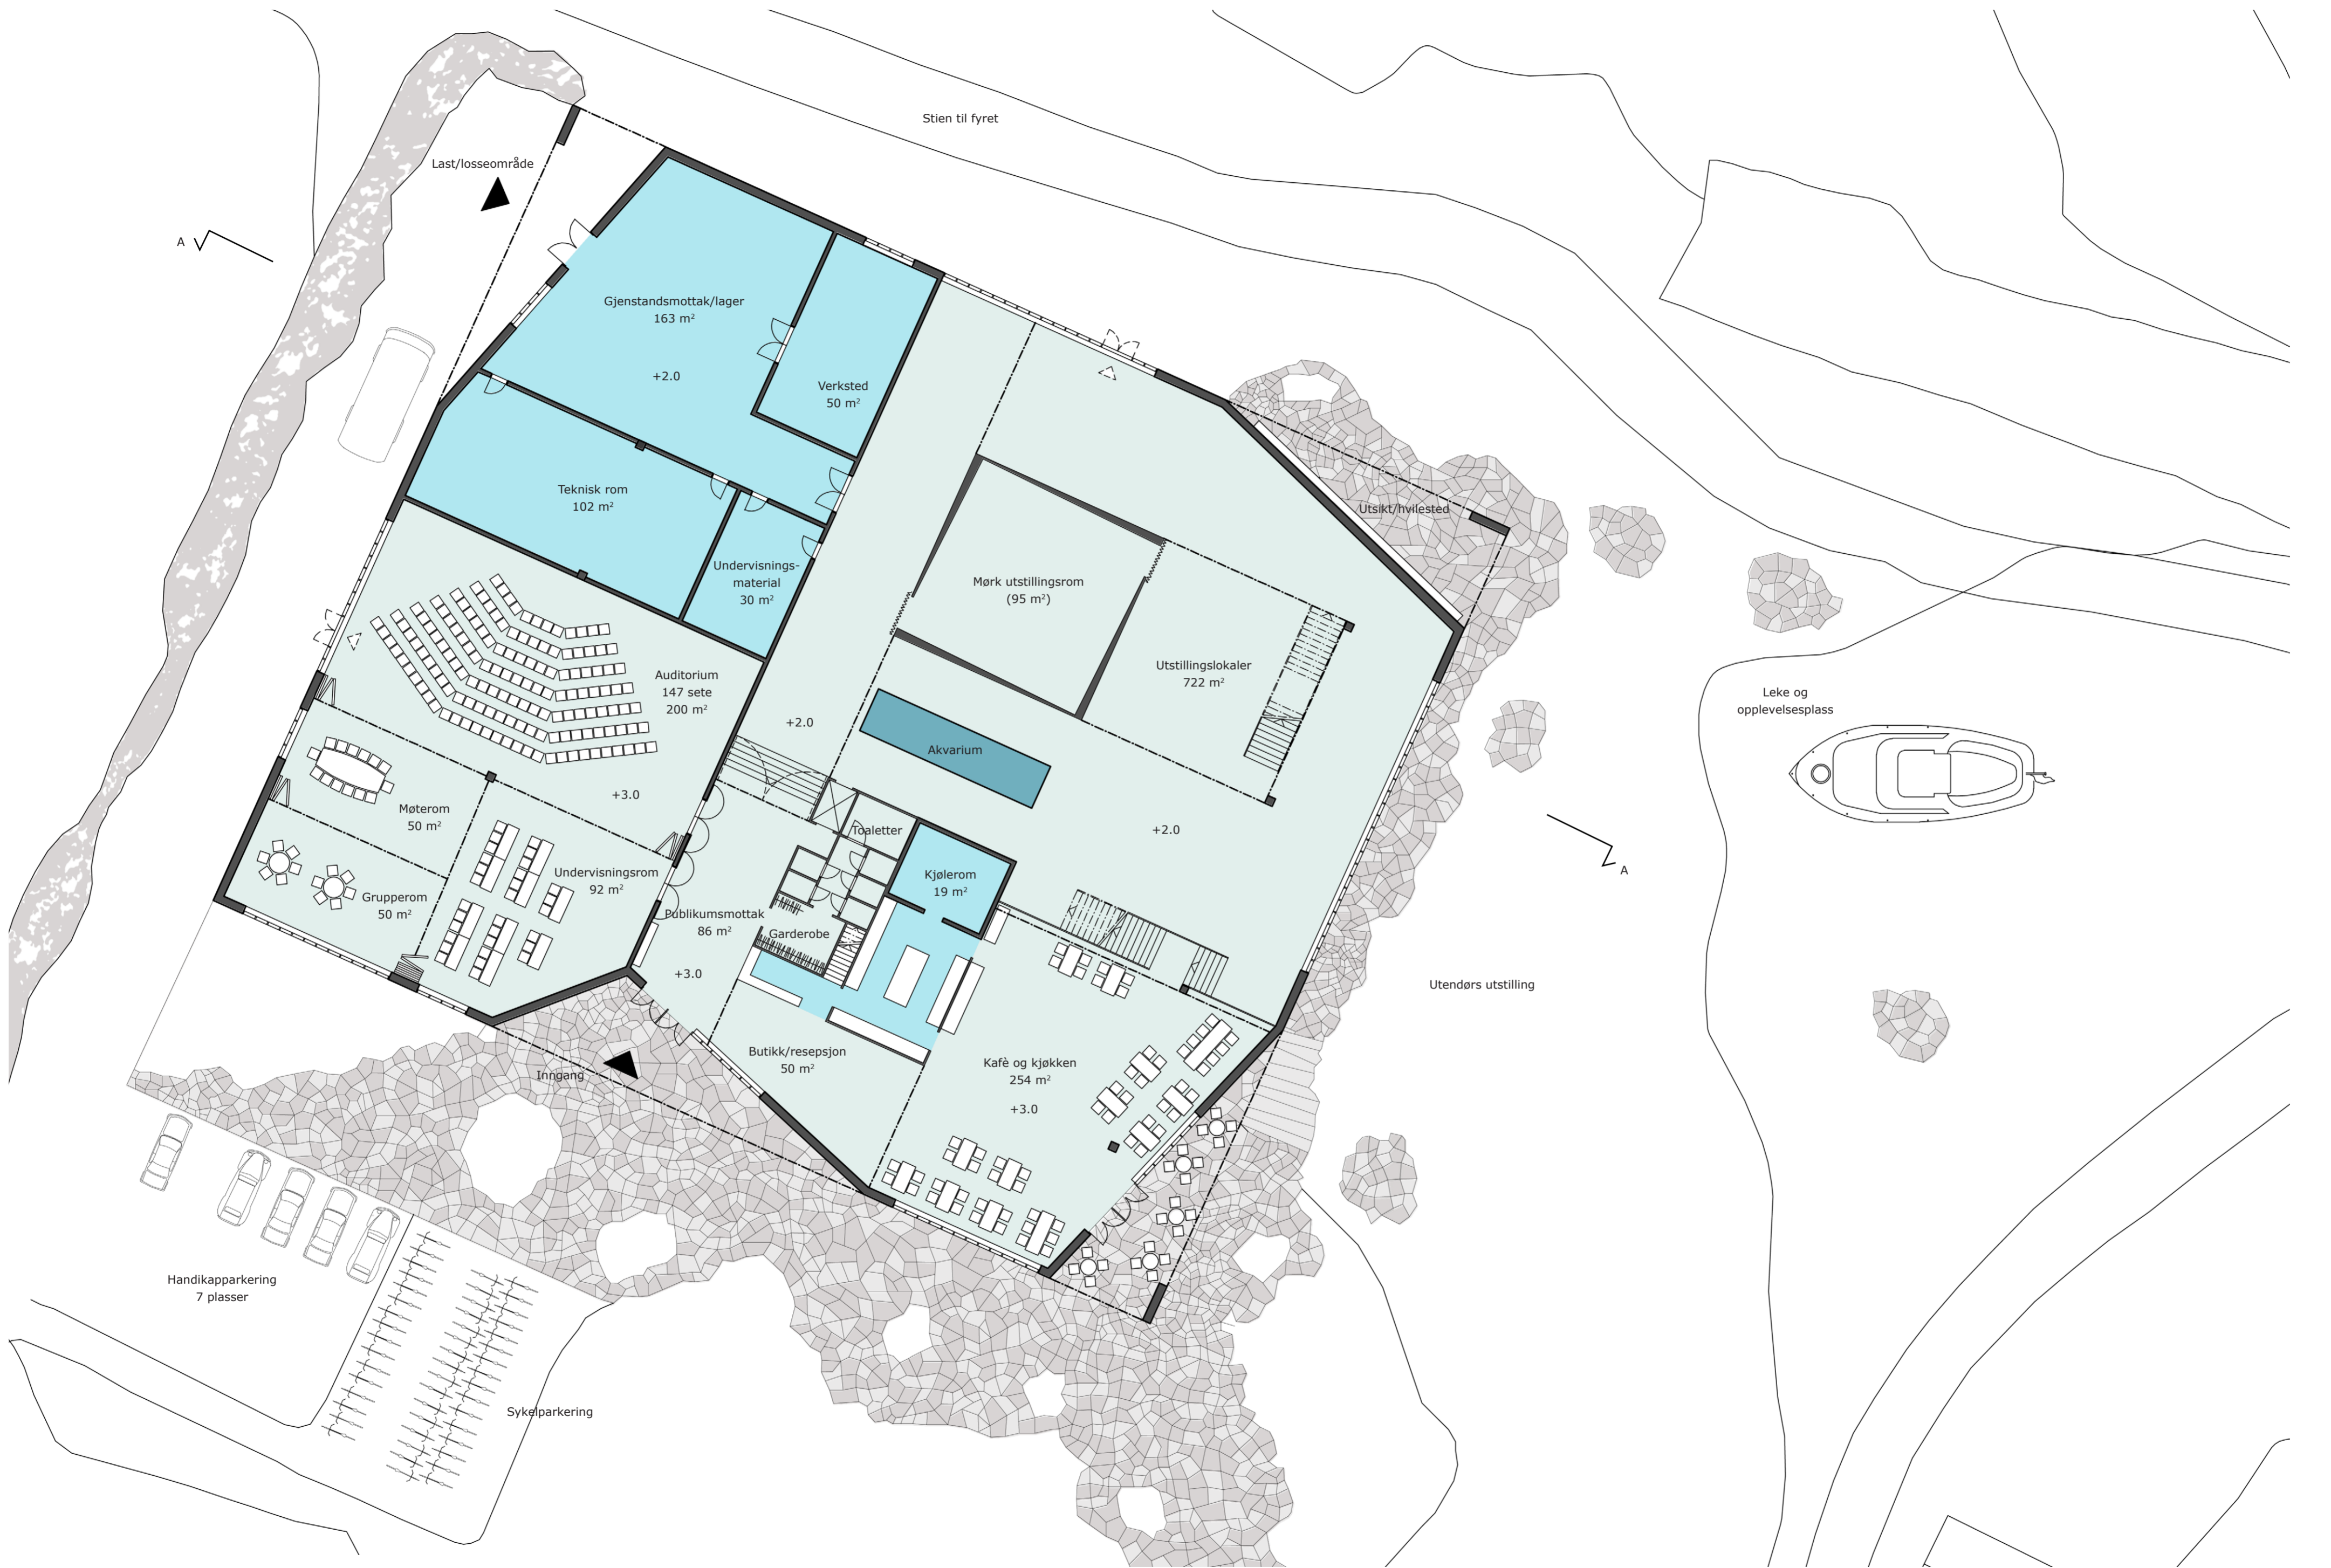 Stien til fyret
Last/losseområde
A
Gjenstandsmottak/lager
163 m²
+2.0
Verksted
50 m²
Teknisk rom
102 m²
Undervisnings-
material
30 m²
Utsikt/hvilested
Mørk utstillingsrom
(95 m²)
Utstillingslokaler
722 m²
Auditorium
147 sete
200 m²
+2.0
Akvarium
Leke og
opplevelsesplass
+3.0
Møterom
50 m²
Toaletter
+2.0
A
Undervisningsrom
92 m²
Kjølerom
19 m²
Grupperom
50 m²
Publikumsmottak
86 m²
Garderobe
+3.0
Utendørs utstilling
Butikk/resepsjon
50 m²
Kafè og kjøkken
254 m²
+3.0
Inngang
Handikapparkering
7 plasser
Sykelparkering